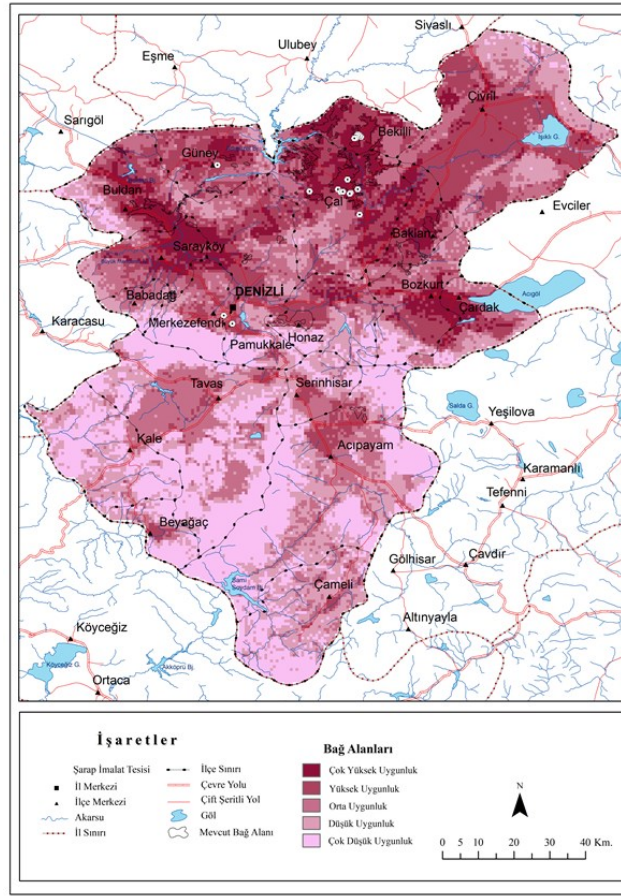 Sivaslı
Ulubey
Eşme
Sarıgöl
Çivril
Bekilli
Işıklı G.
Güney
Buldan
Çal
Evciler
Baklan
Sarayköy
Bozkurt
Çardak
Acıgöl
Babadağ
DENİZLİ
Karacasu
Merkezefendi
Honaz
Pamukkale
Tavas
Serinhisar
Salda G.
Yeşilova
Kale
Acıpayam
Karamanlı
Tefenni
Beyağaç
Gölhisar
Çavdır
Çameli
Altınyayla
Köyceğiz
Köyceğiz G.
Akköprü Bj.
Ortaca
İşaretler
Şarap İmalat Tesisi
İl Merkezi
İlçe Merkezi
Akarsu
İl Sınırı
İlçe Sınırı
Çevre Yolu
Çift Şeritli Yol
Göl
Mevcut Bağ Alanı
Bağ Alanları
Çok Yüksek Uygunluk
Yüksek Uygunluk
Orta Uygunluk
Düşük Uygunluk
Çok Düşük Uygunluk
N
0 5 10 20 30 40 Km.